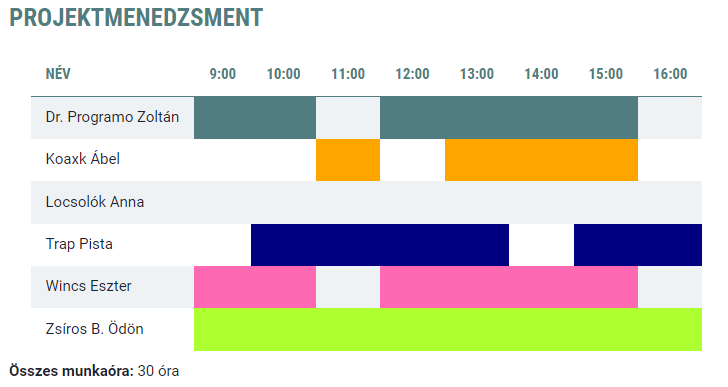 PROJEKTMENEDZSMENT
NÉV 9:00 10:00 11:00 12:00 13:00 14:00 15:00 16:00
Dr. Programo Zoltán
Koaxk Ábel
Locsolók Anna
Trap Pista
Wincs Eszter
Zsíros B. Ödön
Összes munkaóra: 30 óra